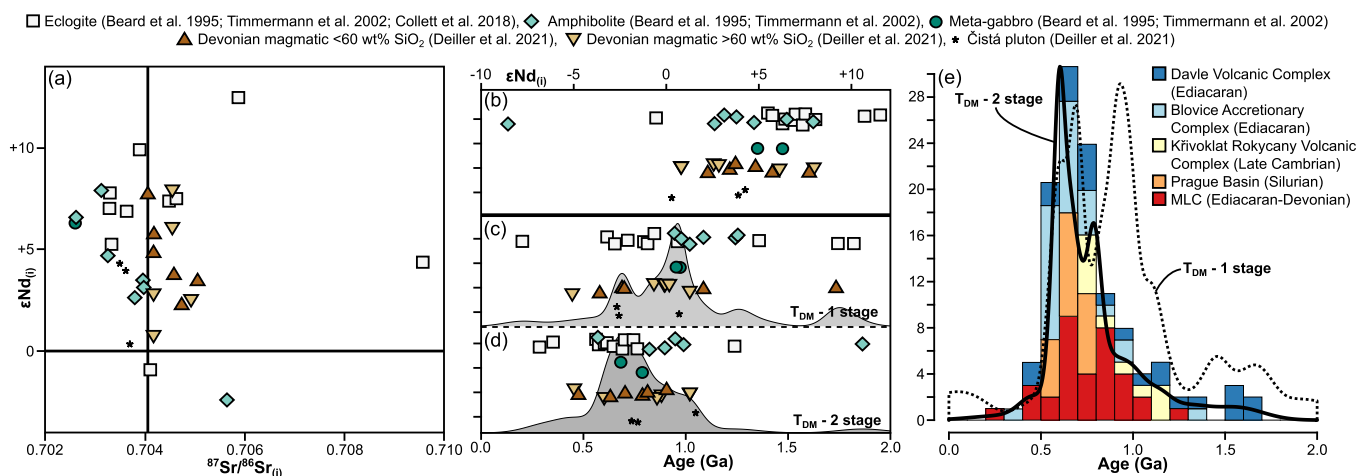 Eclogite (Beard et al. 1995; Timmermann et al. 2002; Collett et al. 2018), Amphibolite (Beard et al. 1995; Timmermann et al. 2002), Meta-gabbro (Beard et al. 1995; Timmermann et al. 2002)
Devonian magmatic <60 wt% SiO₂ (Deiller et al. 2021), Devonian magmatic >60 wt% SiO₂ (Deiller et al. 2021), * Čistá pluton (Deiller et al. 2021)
(a)
+10
+5
0
εNd(i)
0.702 0.704 0.706 0.708 0.710
⁸⁷Sr/⁸⁶Sr(i)
-10 εNd(i) -5 0 +5 +10
(b)
(c)
TDM - 1 stage
(d)
TDM - 2 stage
0.0 0.5 1.0 1.5 2.0
Age (Ga)
(e)
Davle Volcanic Complex
(Ediacaran)
Blovice Accretionary
Complex (Ediacaran)
Křivoklat Rokycany Volcanic
Complex (Late Cambrian)
Prague Basin (Silurian)
MLC (Ediacaran-Devonian)
TDM - 2 stage
TDM - 1 stage
28
24
20
16
12
8
4
0
0.0 0.5 1.0 1.5 2.0
Age (Ga)